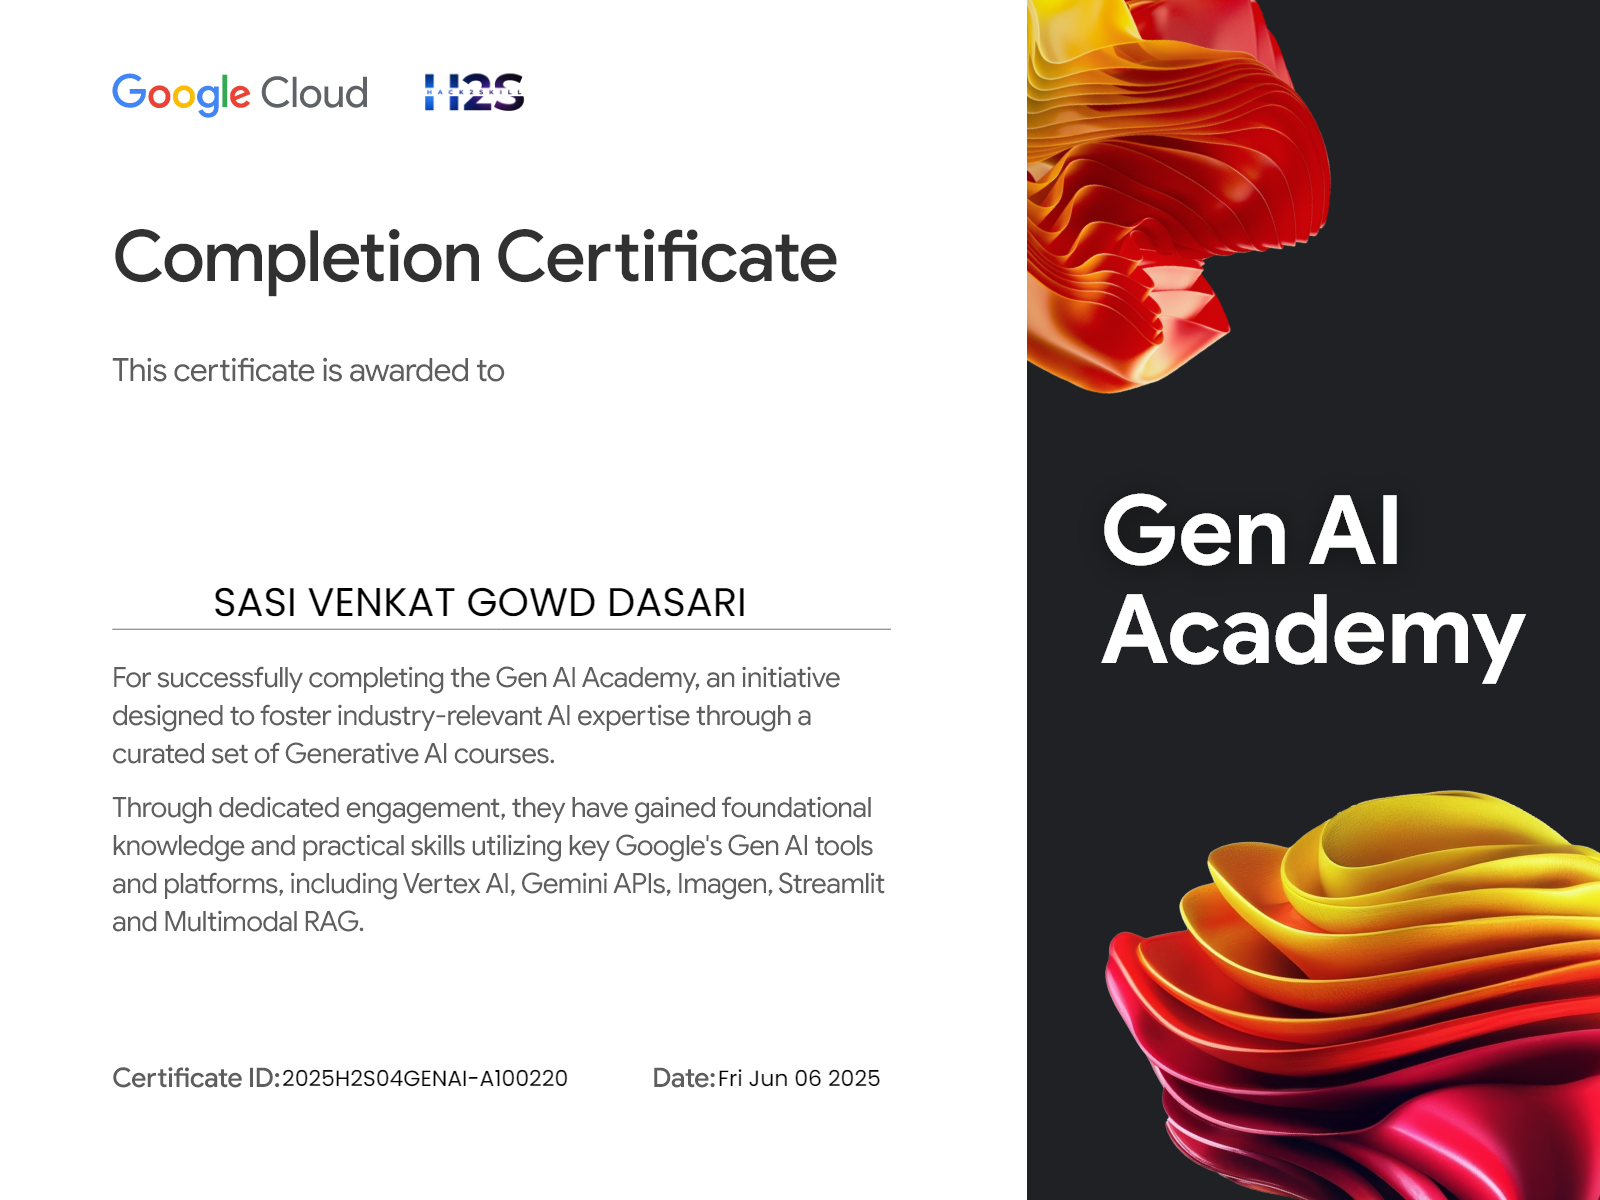 Google Cloud
H2S
HACK2SKILL
Completion Certificate
This certificate is awarded to
SASI VENKAT GOWD DASARI
For successfully completing the Gen AI Academy, an initiative
designed to foster industry-relevant AI expertise through a
curated set of Generative AI courses.
Through dedicated engagement, they have gained foundational
knowledge and practical skills utilizing key Google's Gen AI tools
and platforms, including Vertex AI, Gemini APIs, Imagen, Streamlit
and Multimodal RAG.
Certificate ID:2025H2S04GENAI-A100220
Date:Fri Jun 06 2025
Gen AI
Academy